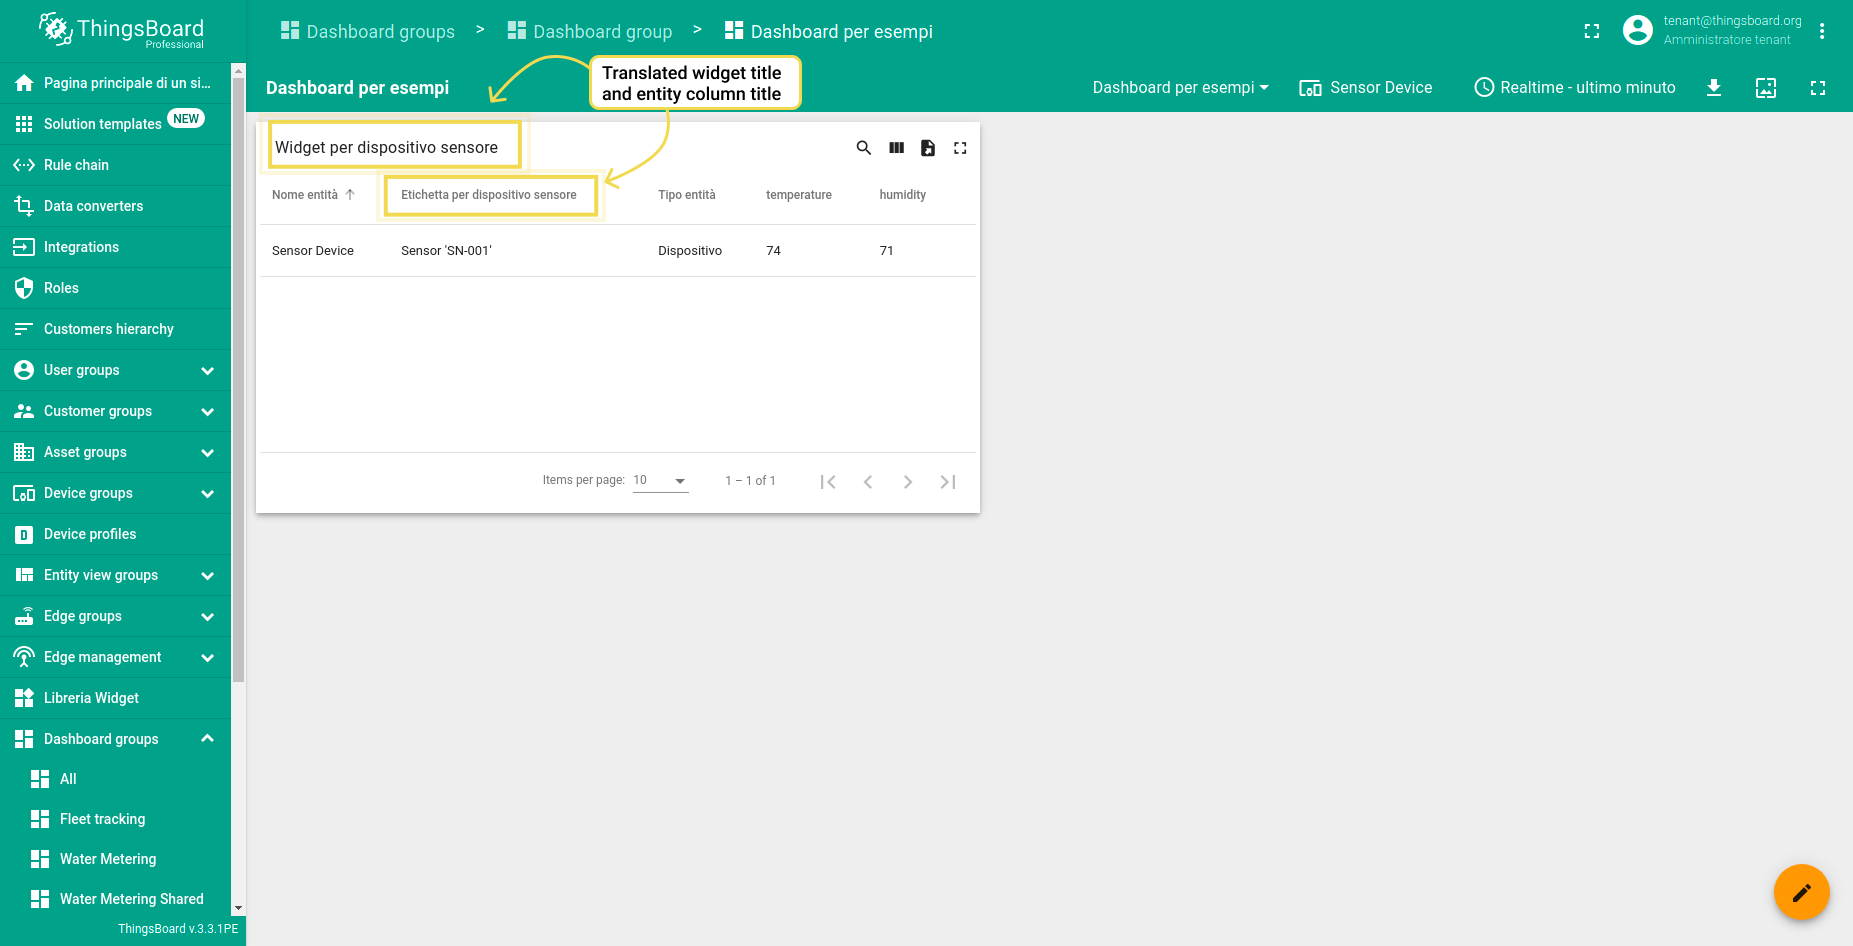 ThingsBoard
Professional
Dashboard groups > Dashboard group > Dashboard per esempi
tenant@thingsboard.org
Amministratore tenant
Dashboard per esempi
Translated widget title
and entity column title
Dashboard per esempi
Sensor Device
Realtime - ultimo minuto
Pagina principale di un si...
Solution templates NEW
Rule chain
Data converters
Integrations
Roles
Customers hierarchy
User groups
Customer groups
Asset groups
Device groups
Device profiles
Entity view groups
Edge groups
Edge management
Libreria Widget
Dashboard groups
All
Fleet tracking
Water Metering
Water Metering Shared
ThingsBoard v.3.3.1PE
Widget per dispositivo sensore
Nome entità Etichetta per dispositivo sensore Tipo entità temperature humidity
Sensor Device Sensor 'SN-001' Dispositivo 74 71
Items per page: 10 1 – 1 of 1